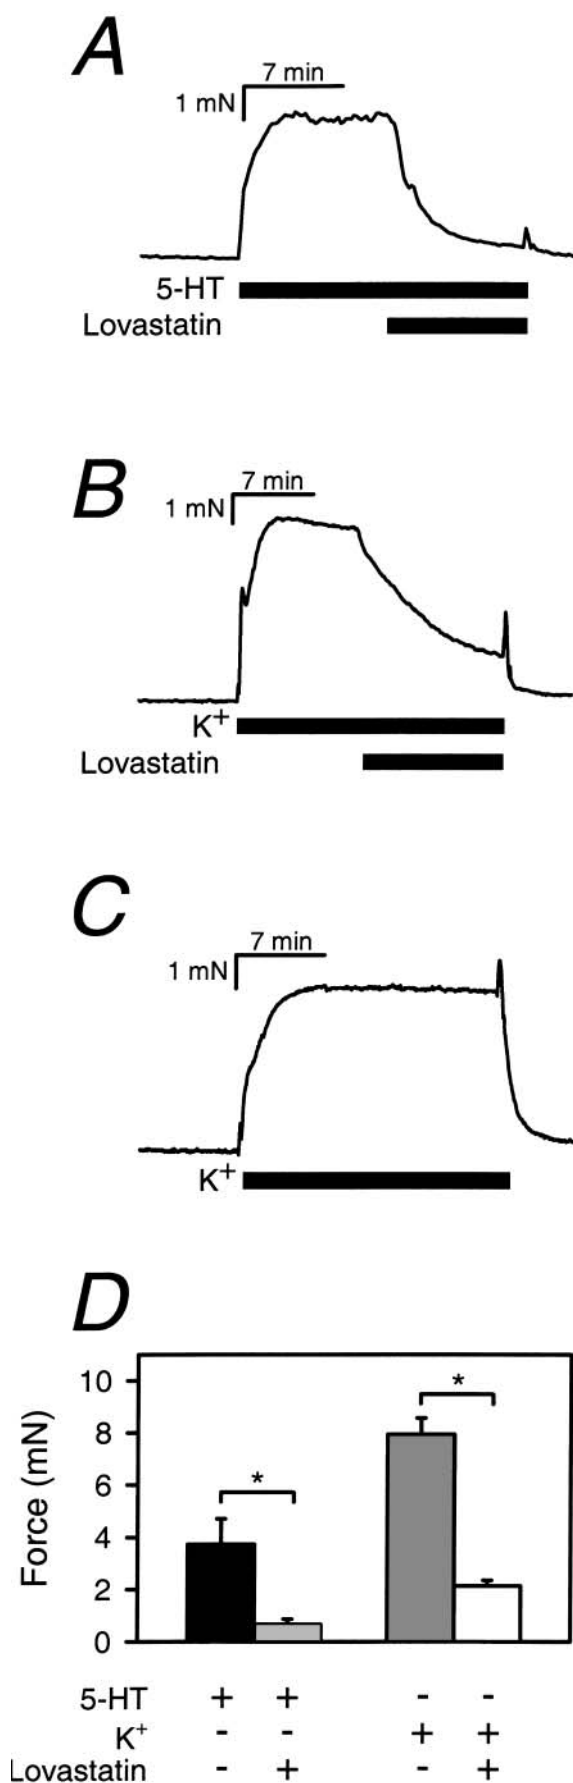 A
7 min
1 mN
5-HT
Lovastatin
B
7 min
1 mN
K+
Lovastatin
C
7 min
1 mN
K+
D
Force (mN)
10
8
6
4
2
0
*
*
5-HT + + - -
K+ - - + +
Lovastatin - + - +